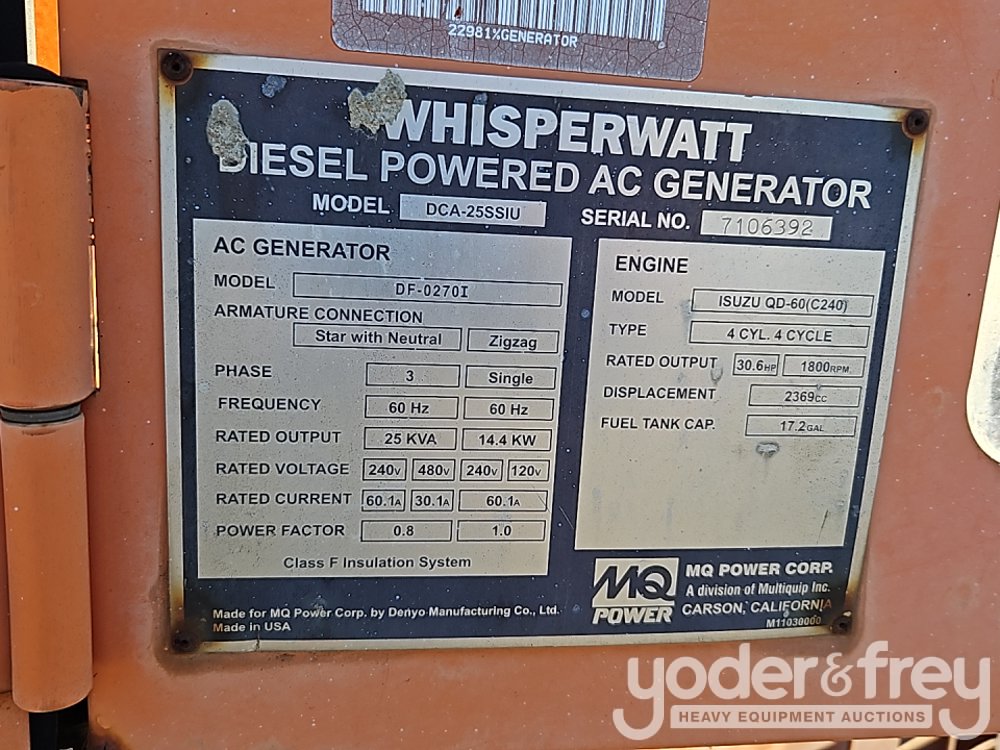 22981%GENERATOR
WHISPERWATT
DIESEL POWERED AC GENERATOR
MODEL DCA-25SSIU SERIAL NO. 7106392
AC GENERATOR
MODEL DF-0270I
ARMATURE CONNECTION
Star with Neutral Zigzag
PHASE 3 Single
FREQUENCY 60 Hz 60 Hz
RATED OUTPUT 25 KVA 14.4 KW
RATED VOLTAGE 240V 480V 240V 120V
RATED CURRENT 60.1A 30.1A 60.1A
POWER FACTOR 0.8 1.0
Class F Insulation System
ENGINE
MODEL ISUZU QD-60(C240)
TYPE 4 CYL. 4 CYCLE
RATED OUTPUT 30.6HP 1800RPM
DISPLACEMENT 2369CC
FUEL TANK CAP. 17.2GAL
Made for MQ Power Corp. by Denyo Manufacturing Co., Ltd.
Made in USA
MQ
POWER
MQ POWER CORP.
A division of Multiquip Inc.
CARSON, CALIFORNIA
M11030000
yoder&frey
HEAVY EQUIPMENT AUCTIONS